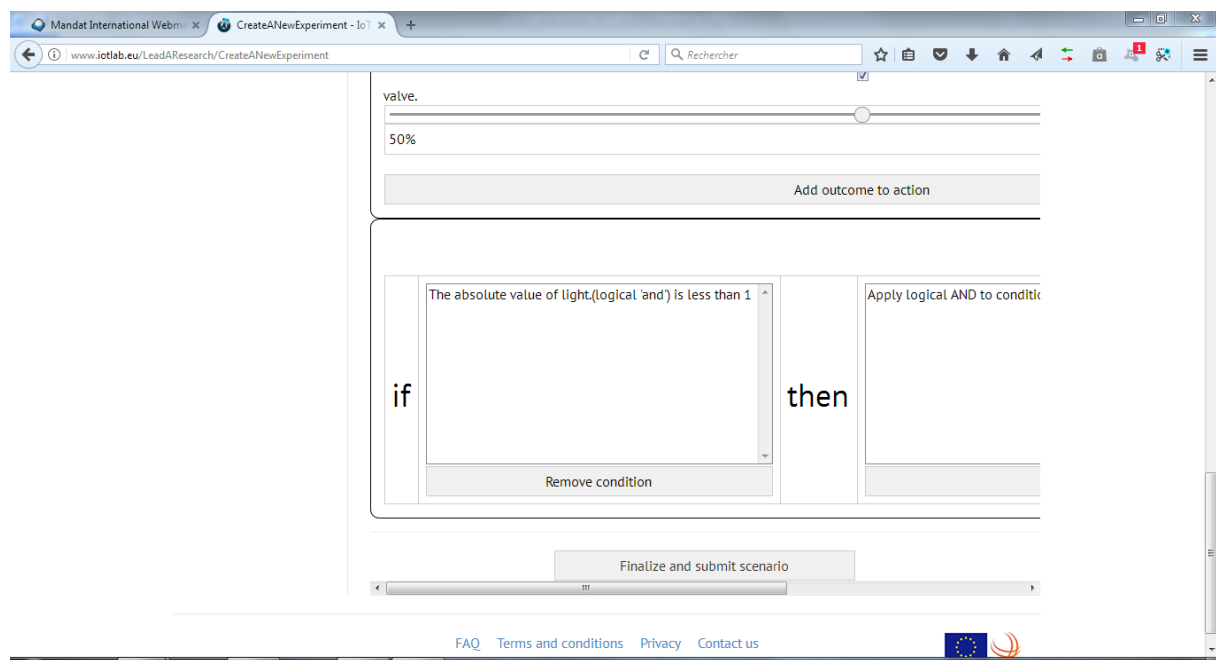 Mandat International Webma
CreateANewExperiment - IoT
www.iotlab.eu/LeadAResearch/CreateANewExperiment
Rechercher
1
valve.
50%
Add outcome to action
The absolute value of light.(logical 'and') is less than 1
Apply logical AND to conditio
if
then
Remove condition
Finalize and submit scenario
FAQ Terms and conditions Privacy Contact us